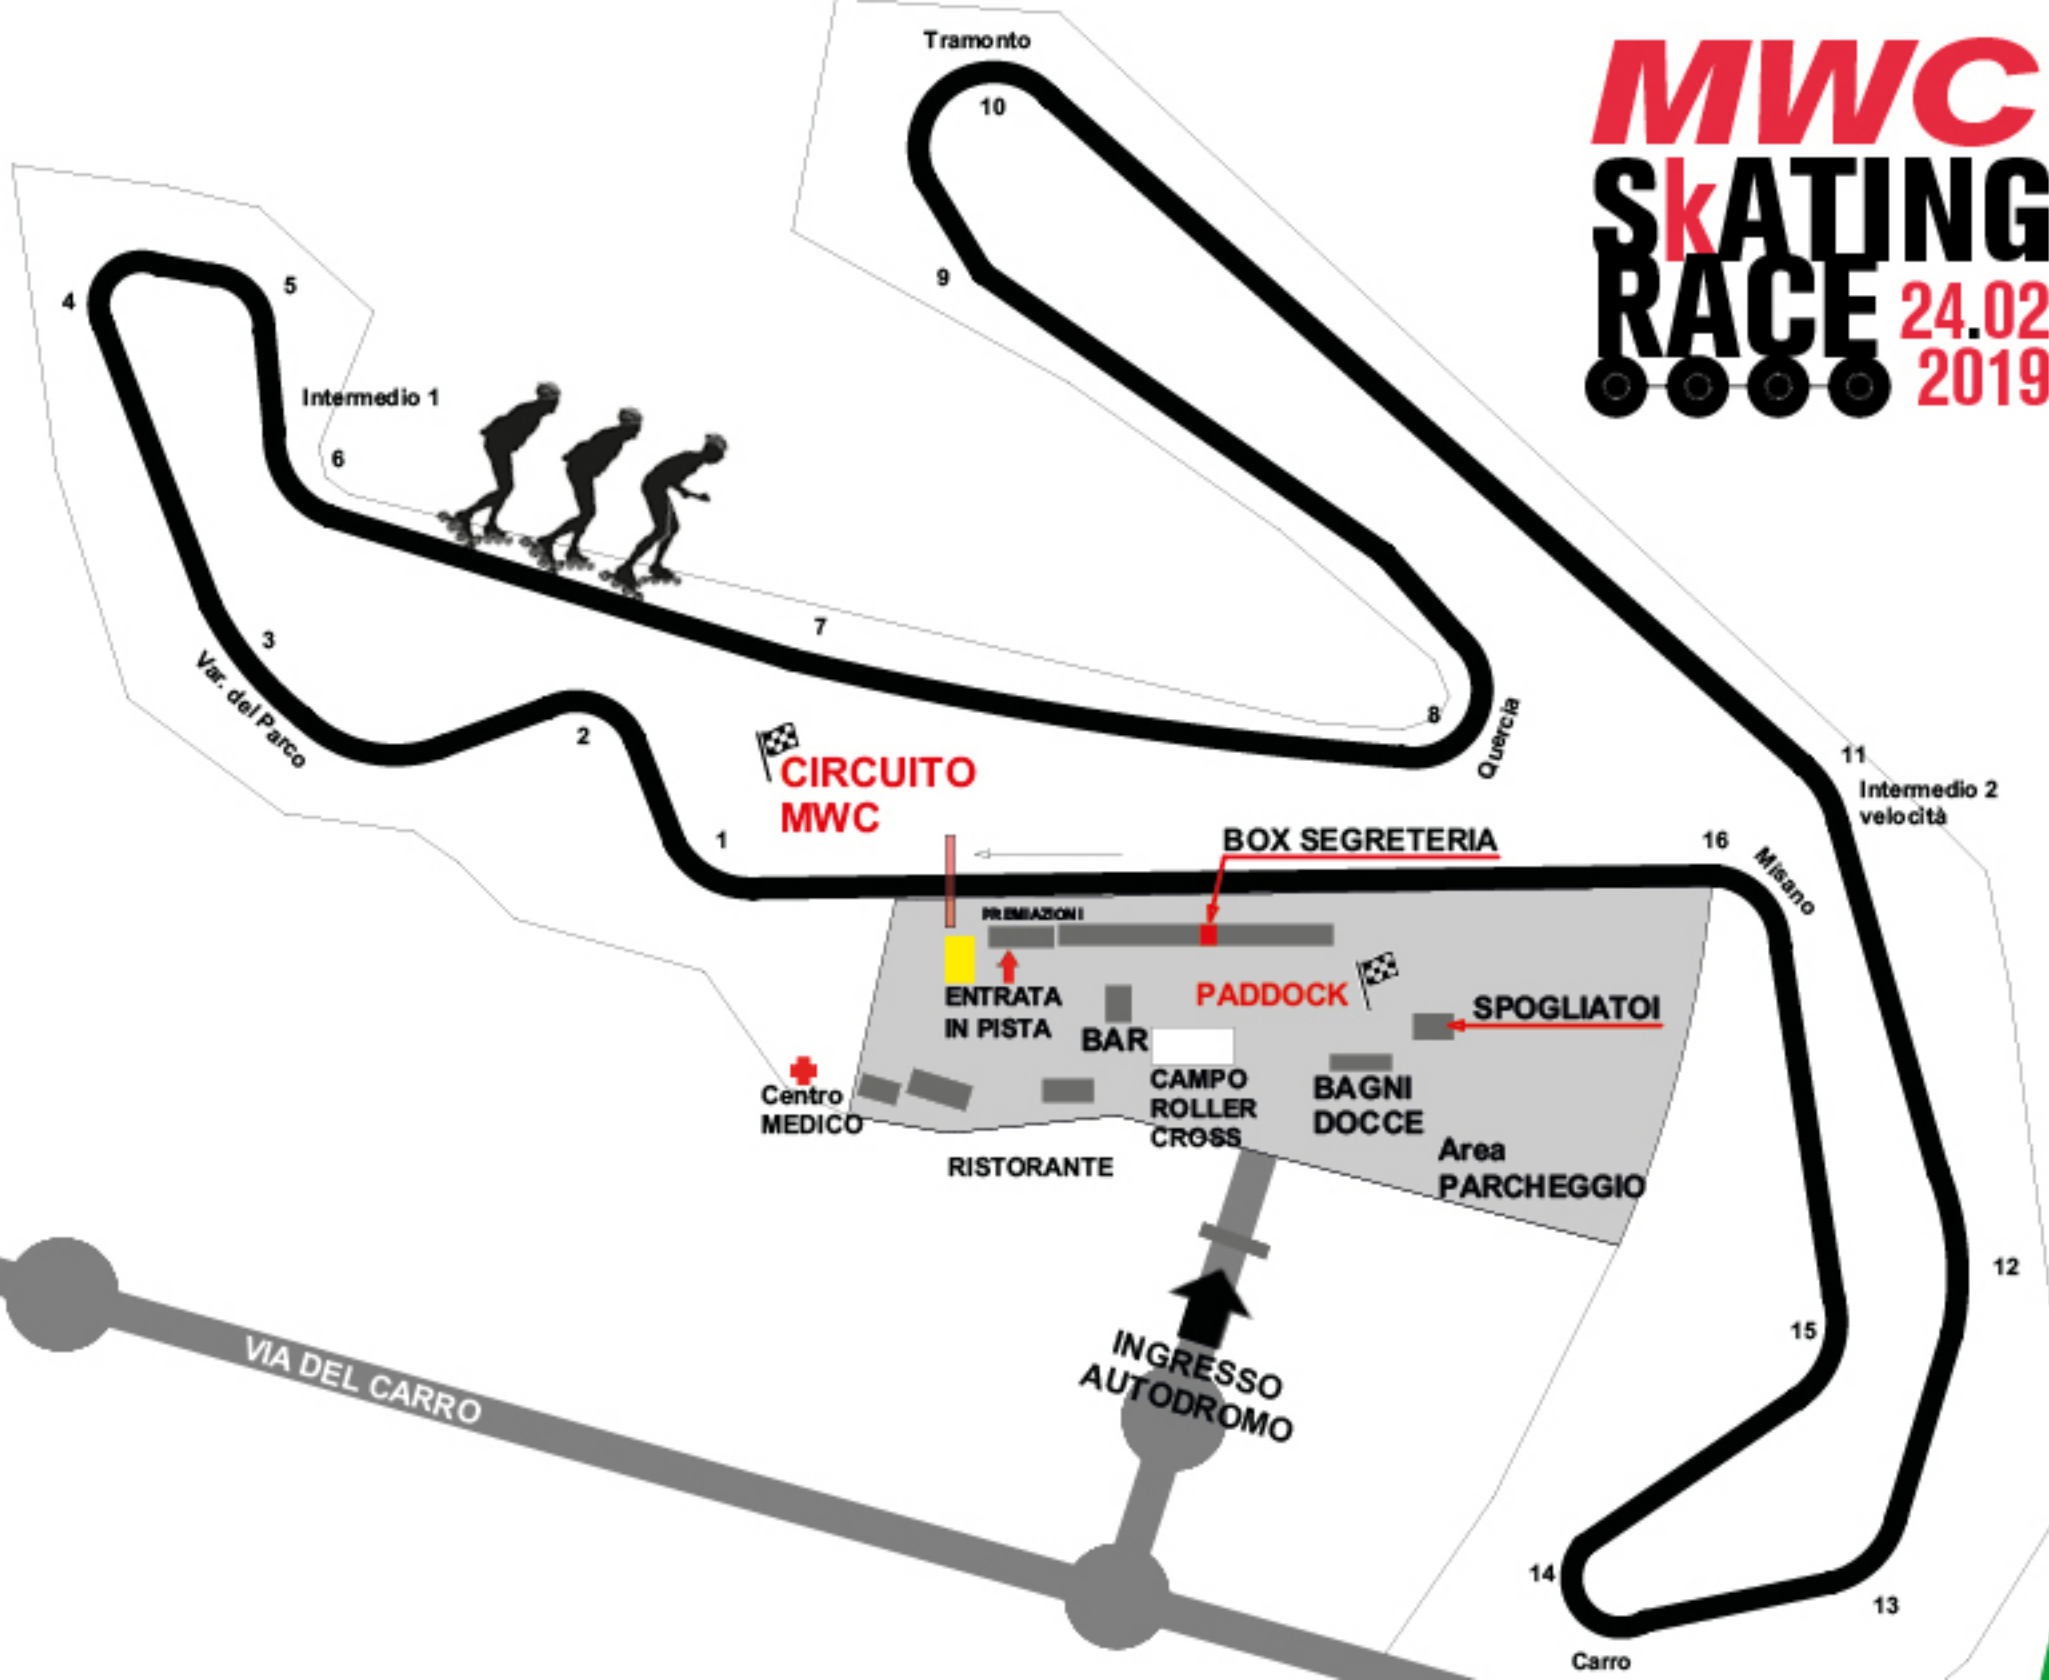 Tramonto
10
MWC
SkATING
RACE 24.02
2019
9
5
4
Intermedio 1
6
7
3
Var. del Parco
2
8
Quercia
CIRCUITO
MWC
11
Intermedio 2
velocità
1
BOX SEGRETERIA
16
Misano
PREMIAZIONI
ENTRATA
IN PISTA
PADDOCK
SPOGLIATOI
BAR
CAMPO
ROLLER
CROSS
BAGNI
DOCCE
Centro
MEDICO
Area
PARCHEGGIO
RISTORANTE
12
15
INGRESSO
AUTODROMO
VIA DEL CARRO
14
13
Carro